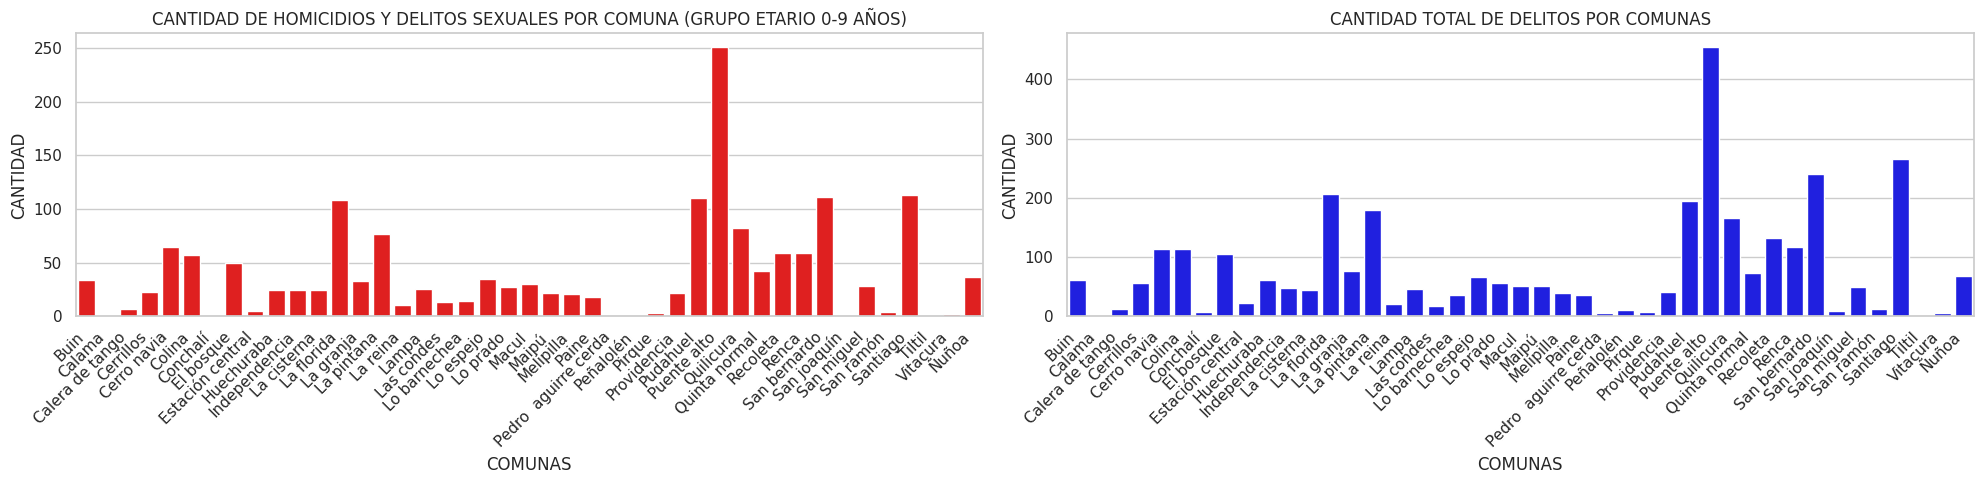 CANTIDAD DE HOMICIDIOS Y DELITOS SEXUALES POR COMUNA (GRUPO ETARIO 0-9 AÑOS)
250
200
150
100
50
0
CANTIDAD
Buin
Calama
Calera de tango
Cerrillos
Cerro navia
Colina
Conchalí
El bosque
Estación central
Huechuraba
Independencia
La cisterna
La florida
La granja
La pintana
La reina
Lampa
Las condes
Lo barnechea
Lo espejo
Lo prado
Macul
Maipú
Melipilla
Paine
Pedro  aguirre cerda
Peñalolén
Pirque
Providencia
Pudahuel
Puente alto
Quilicura
Quinta normal
Recoleta
Renca
San bernardo
San joaquín
San miguel
San ramón
Santiago
Tiltil
Vitacura
Ñuñoa
COMUNAS
CANTIDAD TOTAL DE DELITOS POR COMUNAS
400
300
200
100
0
CANTIDAD
Buin
Calama
Calera de tango
Cerrillos
Cerro navia
Colina
Conchalí
El bosque
Estación central
Huechuraba
Independencia
La cisterna
La florida
La granja
La pintana
La reina
Lampa
Las condes
Lo barnechea
Lo espejo
Lo prado
Macul
Maipú
Melipilla
Paine
Pedro  aguirre cerda
Peñalolén
Pirque
Providencia
Pudahuel
Puente alto
Quilicura
Quinta normal
Recoleta
Renca
San bernardo
San joaquín
San miguel
San ramón
Santiago
Tiltil
Vitacura
Ñuñoa
COMUNAS